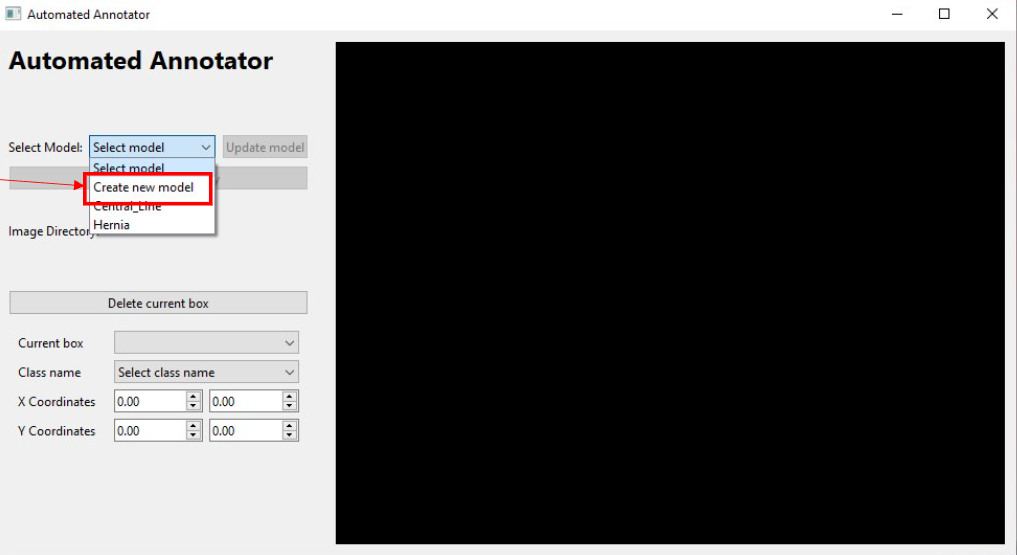 Automated Annotator
Automated Annotator
Select Model: Select model Update model
Select model
Create new model
Central_Line
Hernia
Image Directory:
Delete current box
Current box
Class name Select class name
X Coordinates 0.00 0.00
Y Coordinates 0.00 0.00